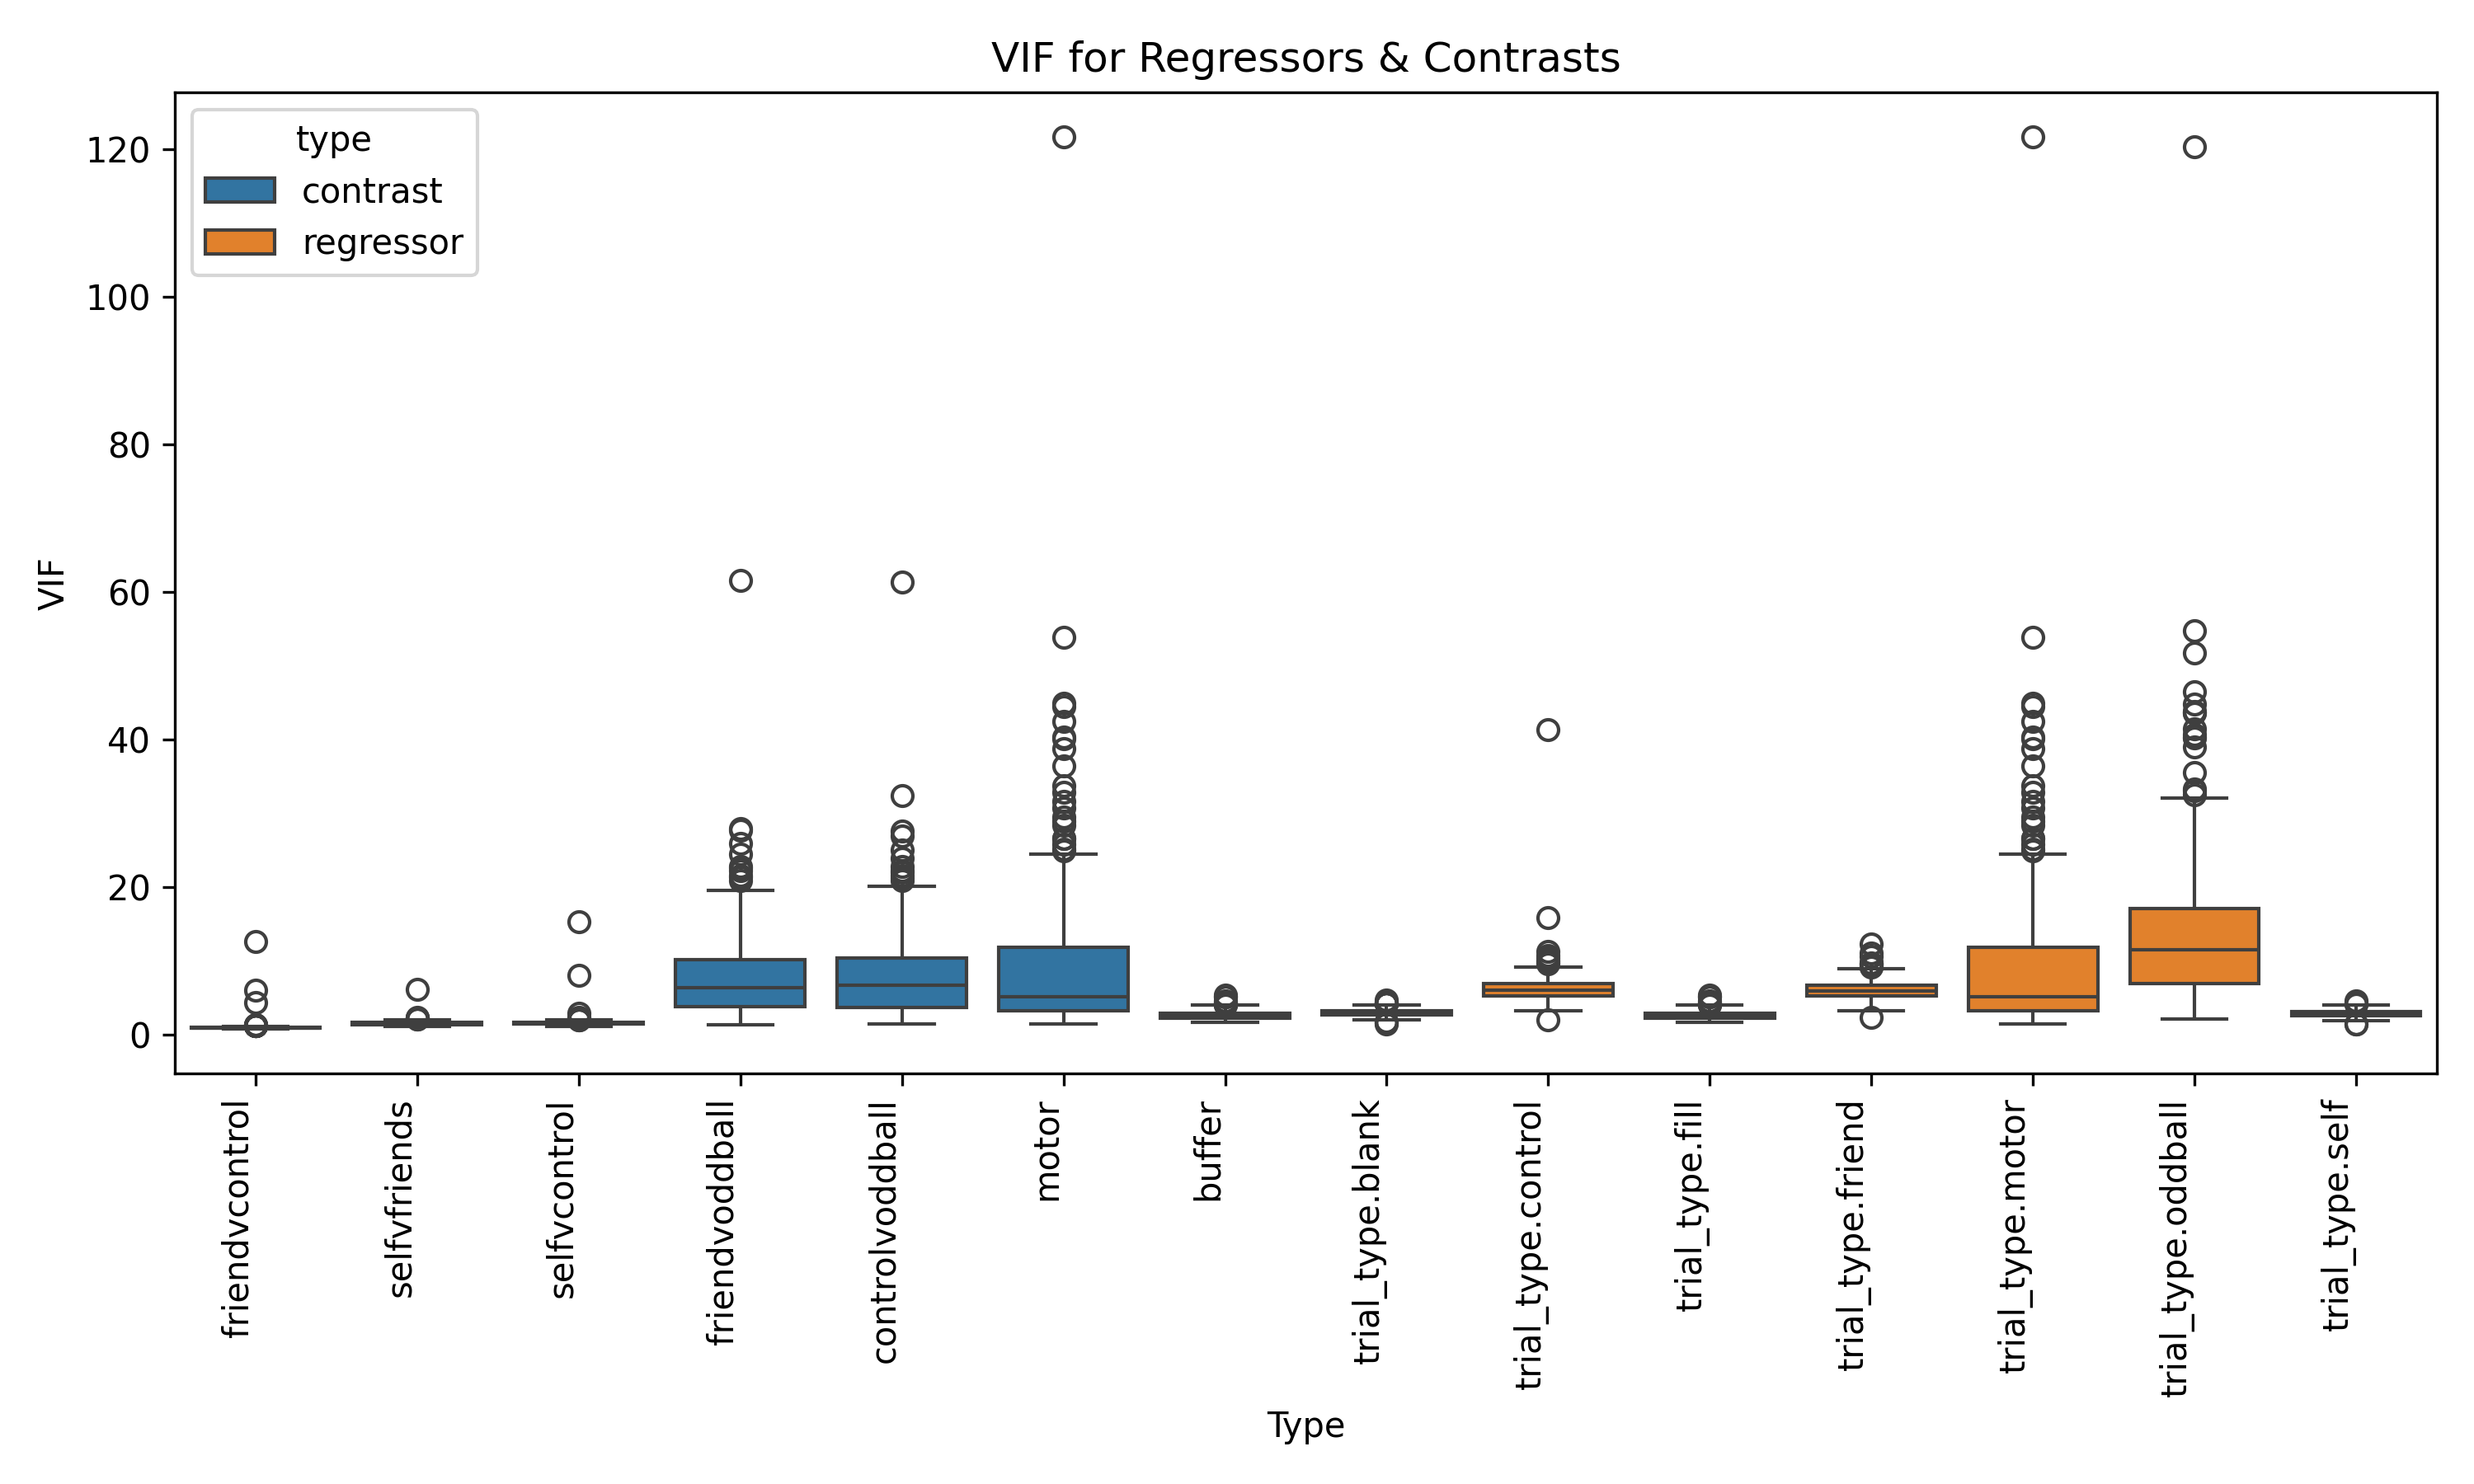 VIF for Regressors & Contrasts
type
contrast
regressor
VIF
120
100
80
60
40
20
0
friendvcontrol
selfvfriends
selfvcontrol
friendvoddball
controlvoddball
motor
buffer
trial_type.blank
trial_type.control
trial_type.fill
trial_type.friend
trial_type.motor
trial_type.oddball
trial_type.self
Type